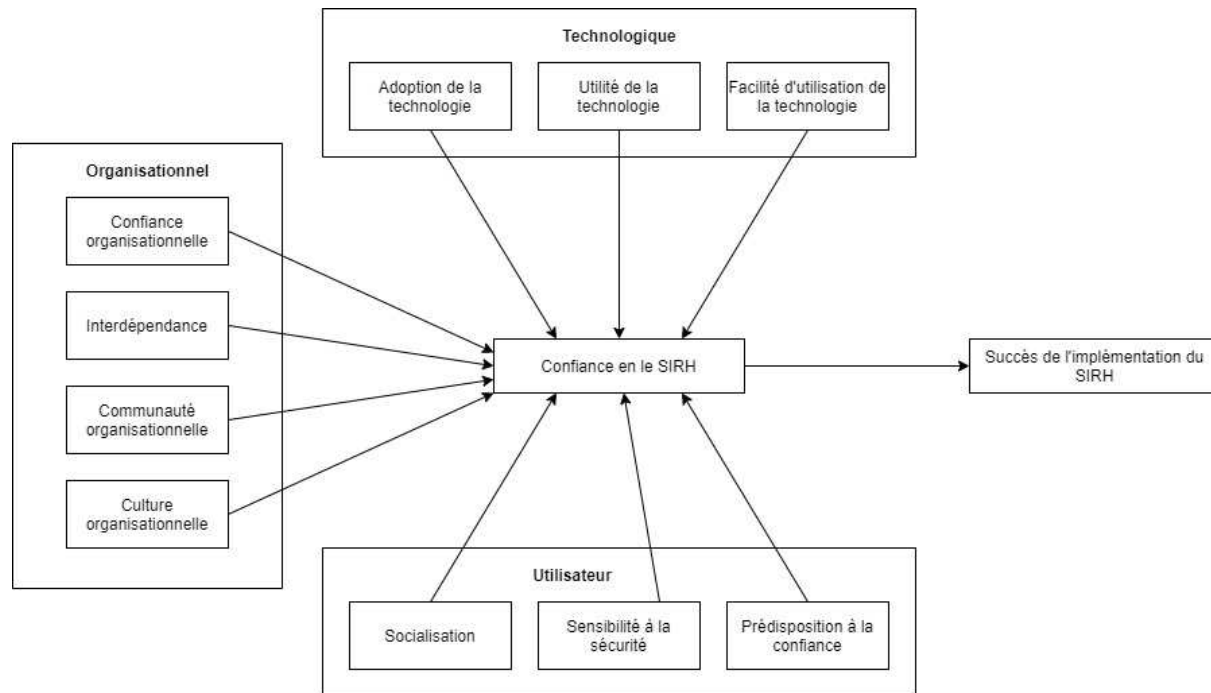 Technologique
Adoption de la
technologie
Utilité de la
technologie
Facilité d'utilisation de
la technologie
Organisationnel
Confiance
organisationnelle
Interdépendance
Communauté
organisationnelle
Culture
organisationnelle
Confiance en le SIRH
Succès de l'implémentation du
SIRH
Utilisateur
Socialisation
Sensibilité á la
sécurité
Prédisposition à la
confiance